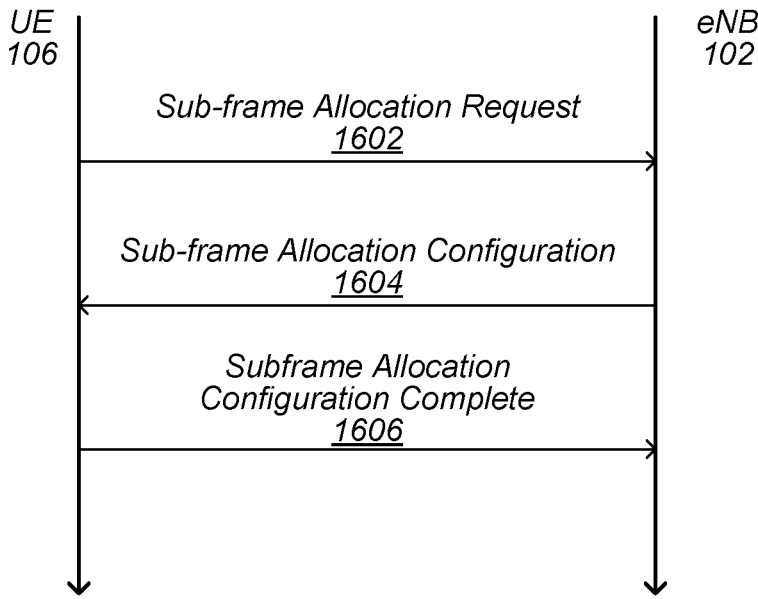 UE
106
eNB
102
Sub-frame Allocation Request
1602
Sub-frame Allocation Configuration
1604
Subframe Allocation
Configuration Complete
1606